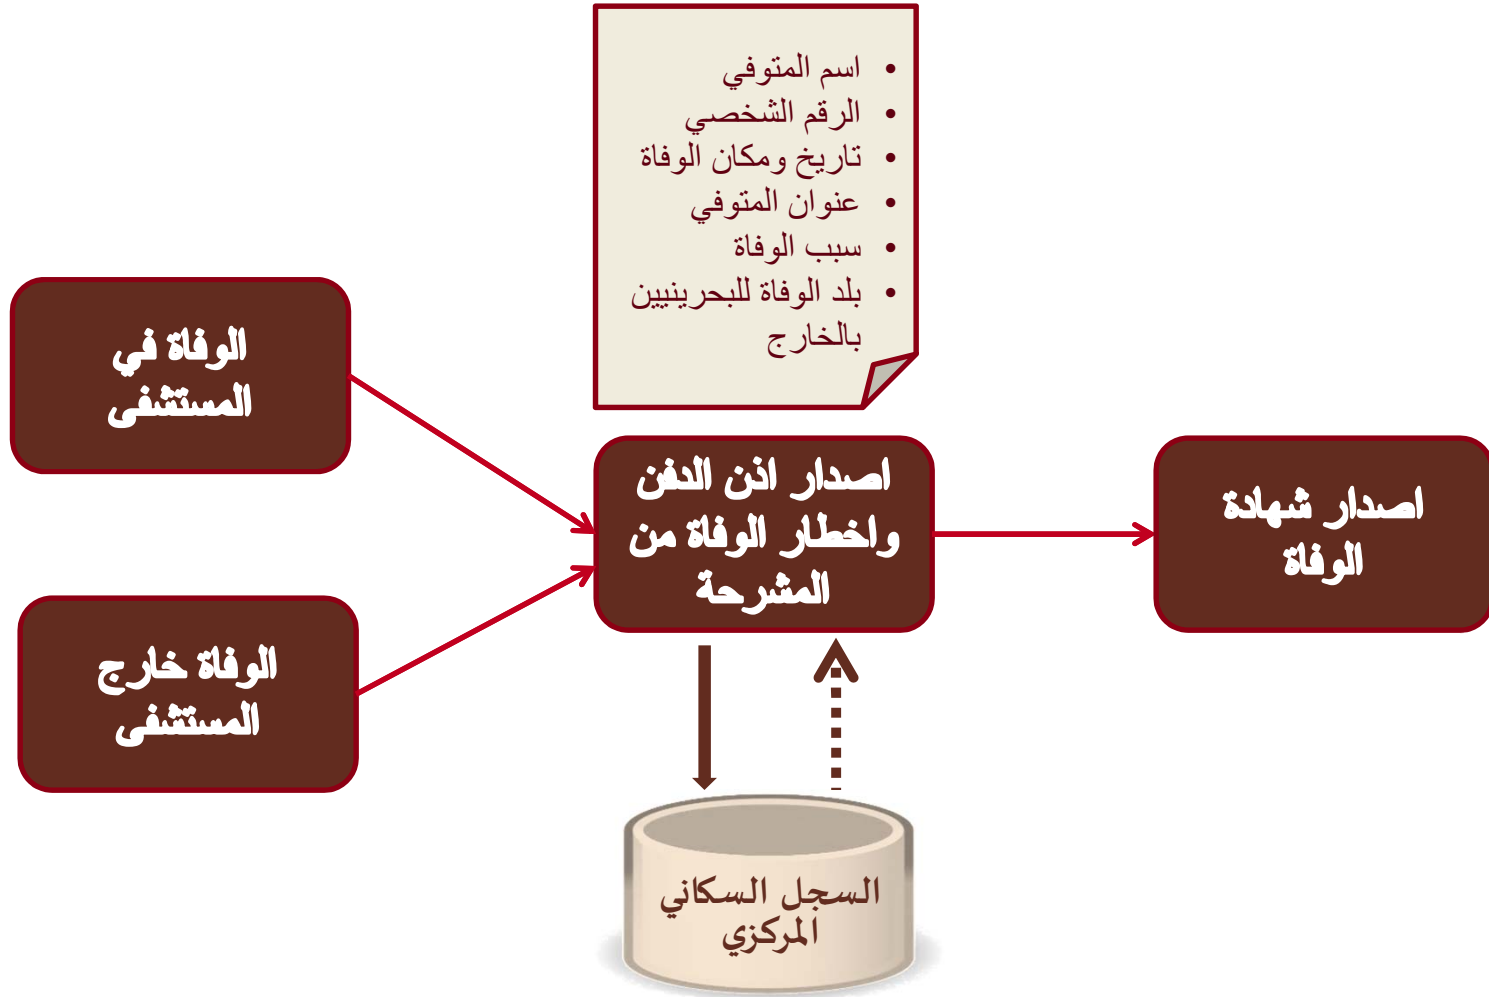 • اسم المتوفي
• الرقم الشخصي
• تاريخ ومكان الوفاة
• عنوان المتوفي
• سبب الوفاة
• بلد الوفاة للبحرينيين
بالخارج
الوفاة في
المستشفى
الوفاة خارج
المستشفى
اصدار اذن الدفن
واخطار الوفاة من
المشرحة
اصدار شهادة
الوفاة
السجل السكاني
المركزي